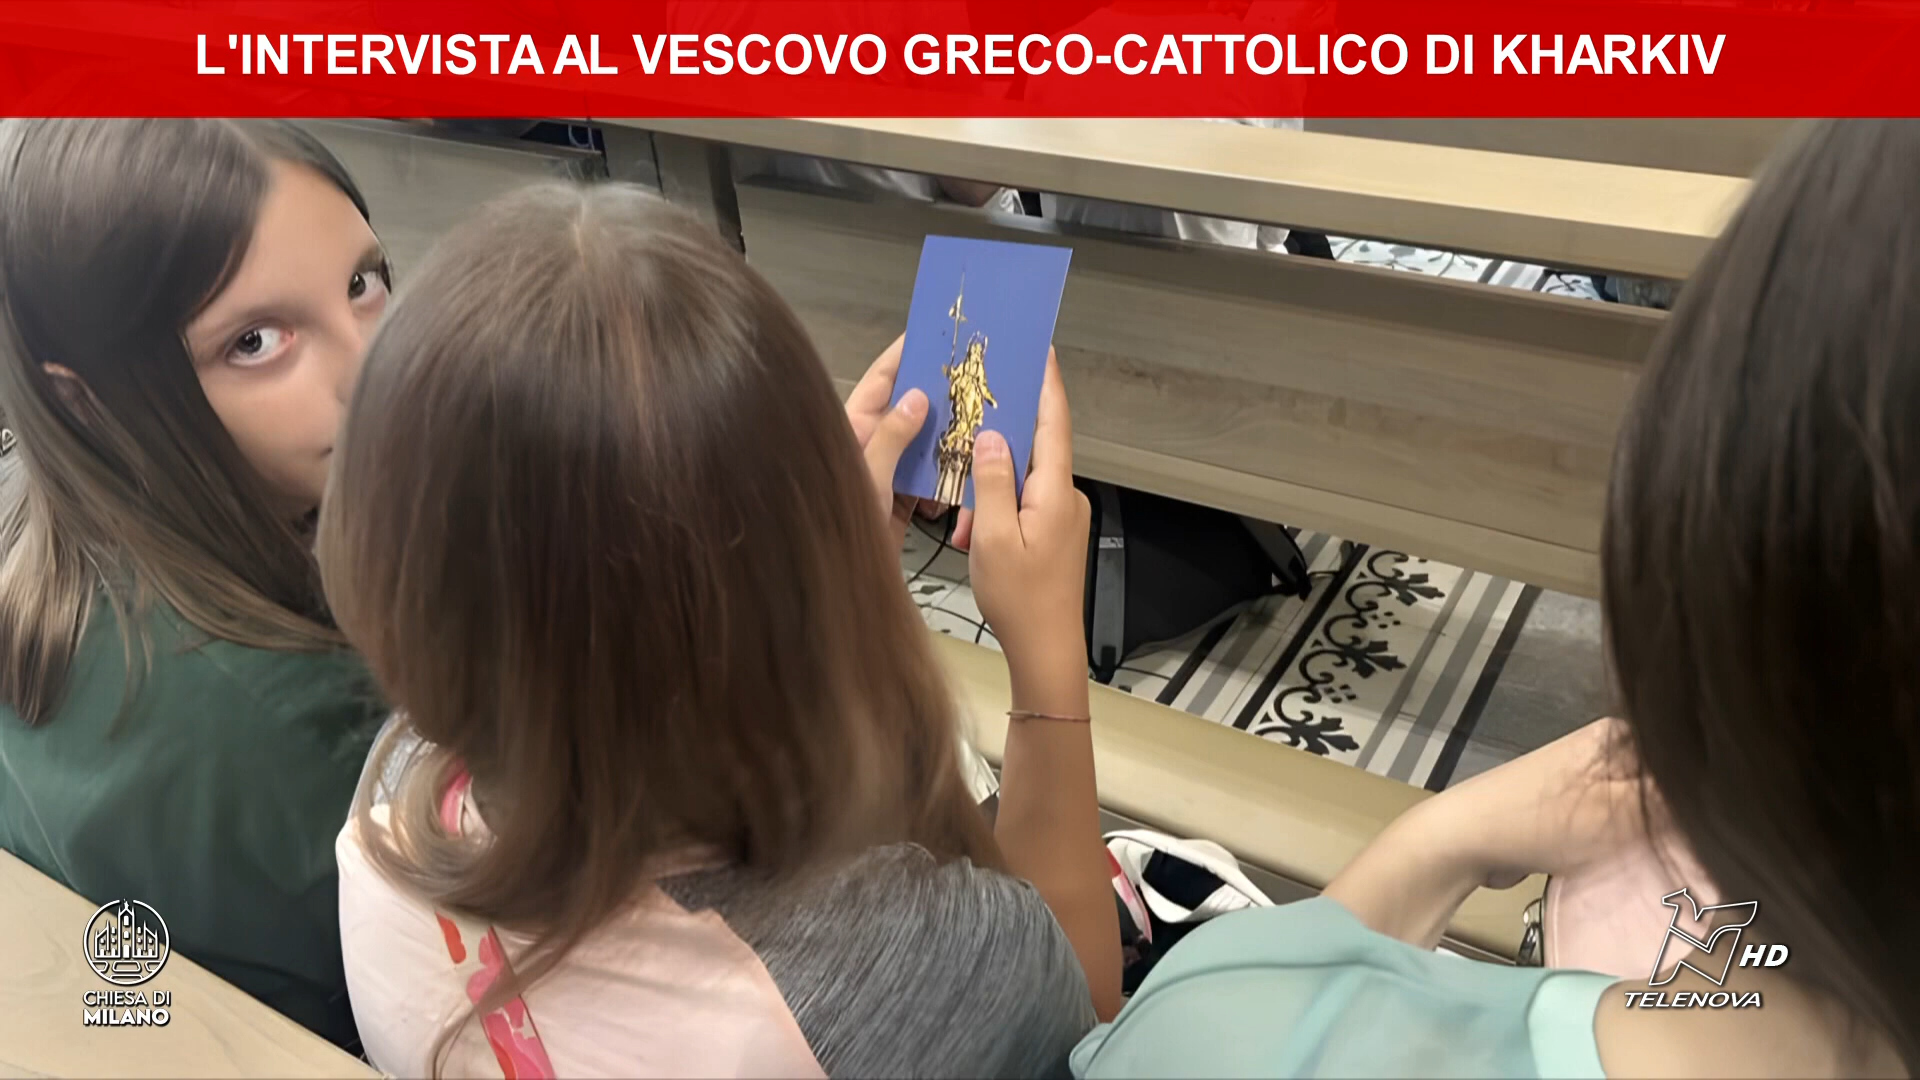 L'INTERVISTA AL VESCOVO GRECO-CATTOLICO DI KHARKIV
CHIESA DI
MILANO
HD
TELENOVA